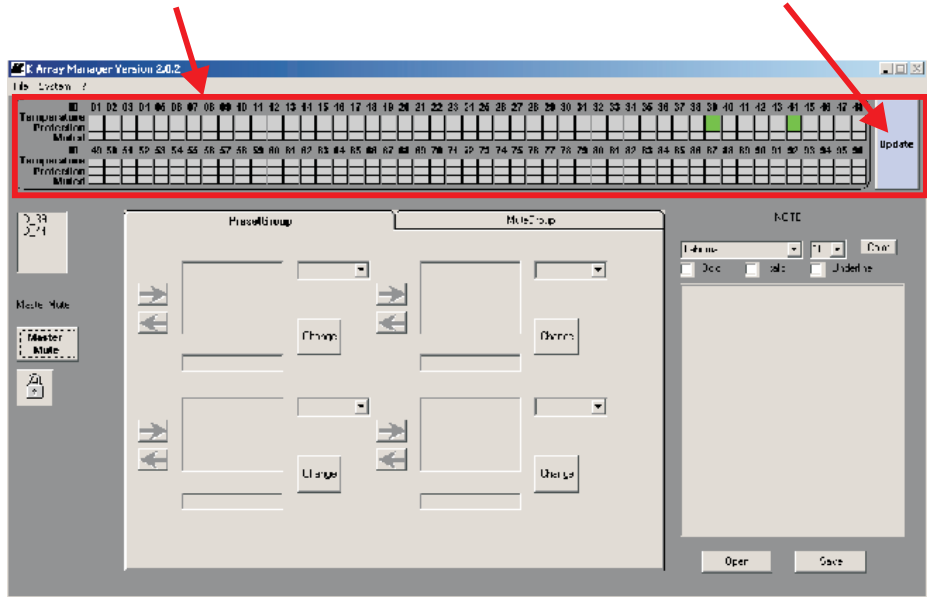 K Array Manager Version 2.0.2
File System ?
ID 01 02 03 04 05 06 07 08 09 10 11 12 13 14 15 16 17 18 19 20 21 22 23 24 25 26 27 28 29 30 31 32 33 34 35 36 37 38 39 40 41 42 43 44 45 46 47 48
Temperature
Protection
Muted
Update
ID 49 50 51 52 53 54 55 56 57 58 59 60 61 62 63 64 65 66 67 68 69 70 71 72 73 74 75 76 77 78 79 80 81 82 83 84 85 86 87 88 89 90 91 92 93 94 95 96
Temperature
Protection
Muted
PresetGroup
MuteGroup
NOTE
Tahoma
Color
Bold
Italic
Underline
Master Mute
Change
Change
Master
Mute
Change
Change
Open
Save